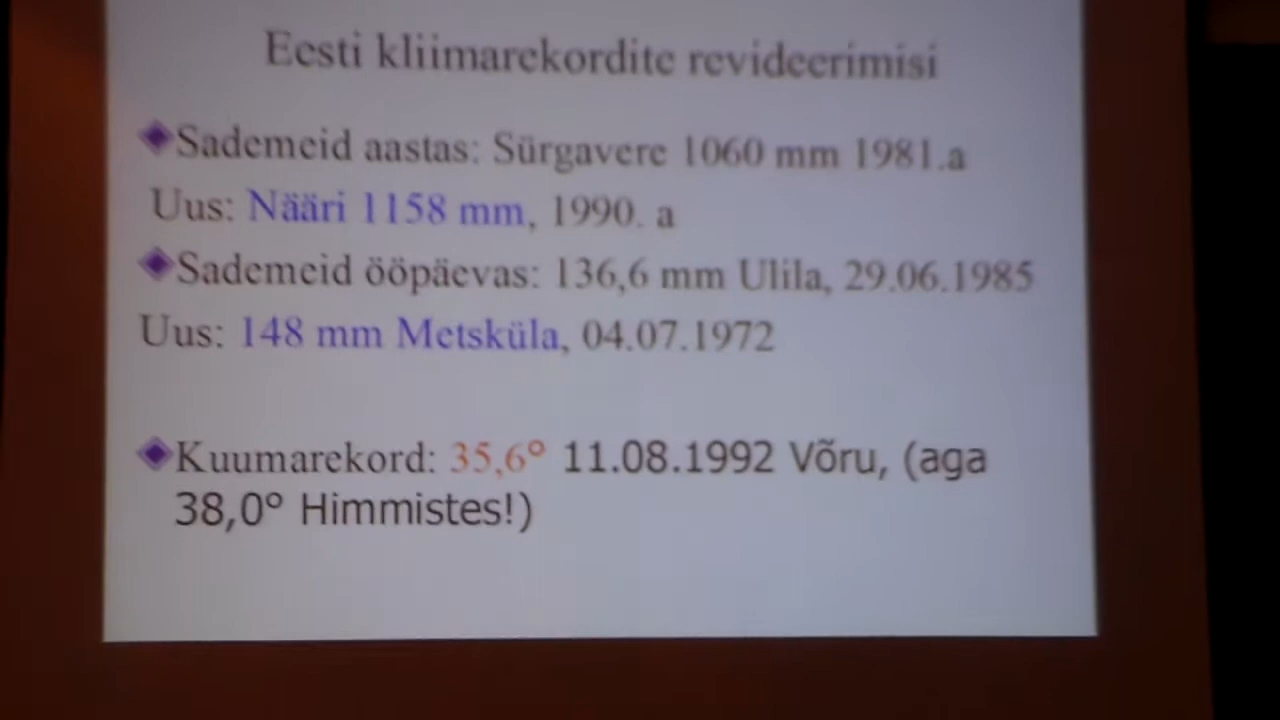 Eesti kliimarekordite revideerimisi
Sademeid aastas: Sürgavere 1060 mm 1981.a
Uus: Nääri 1158 mm, 1990. a
Sademeid ööpäevas: 136,6 mm Ulila, 29.06.1985
Uus: 148 mm Metsküla, 04.07.1972
Kuumarekord: 35,6° 11.08.1992 Võru, (aga
38,0° Himmistes!)